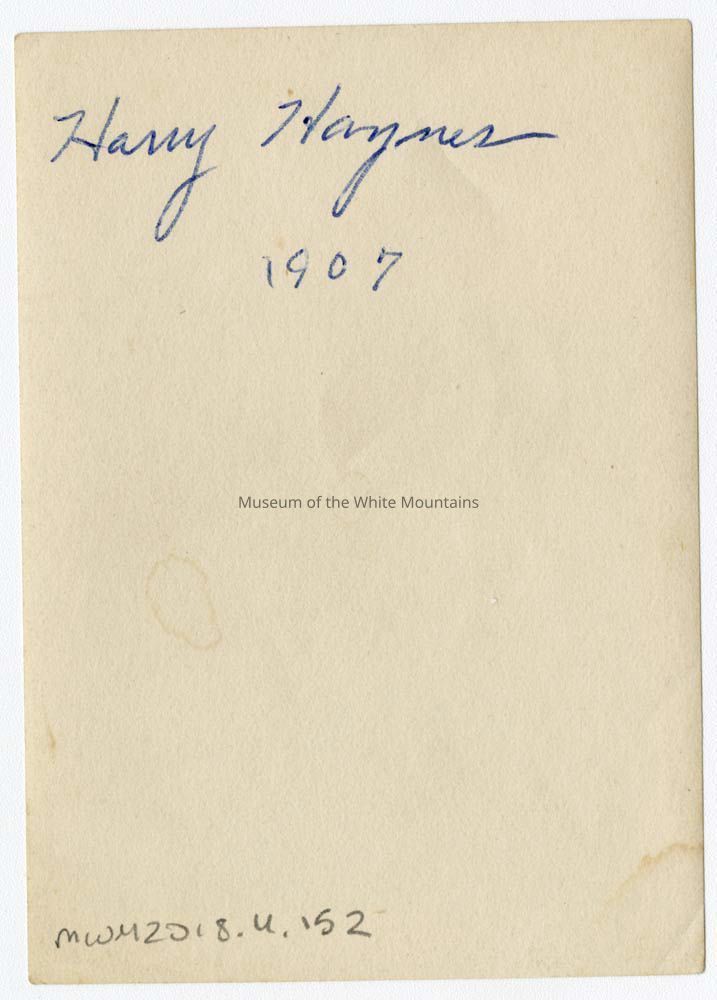 Harry Haynes
1907
Museum of the White Mountains
MWM2018.4.152